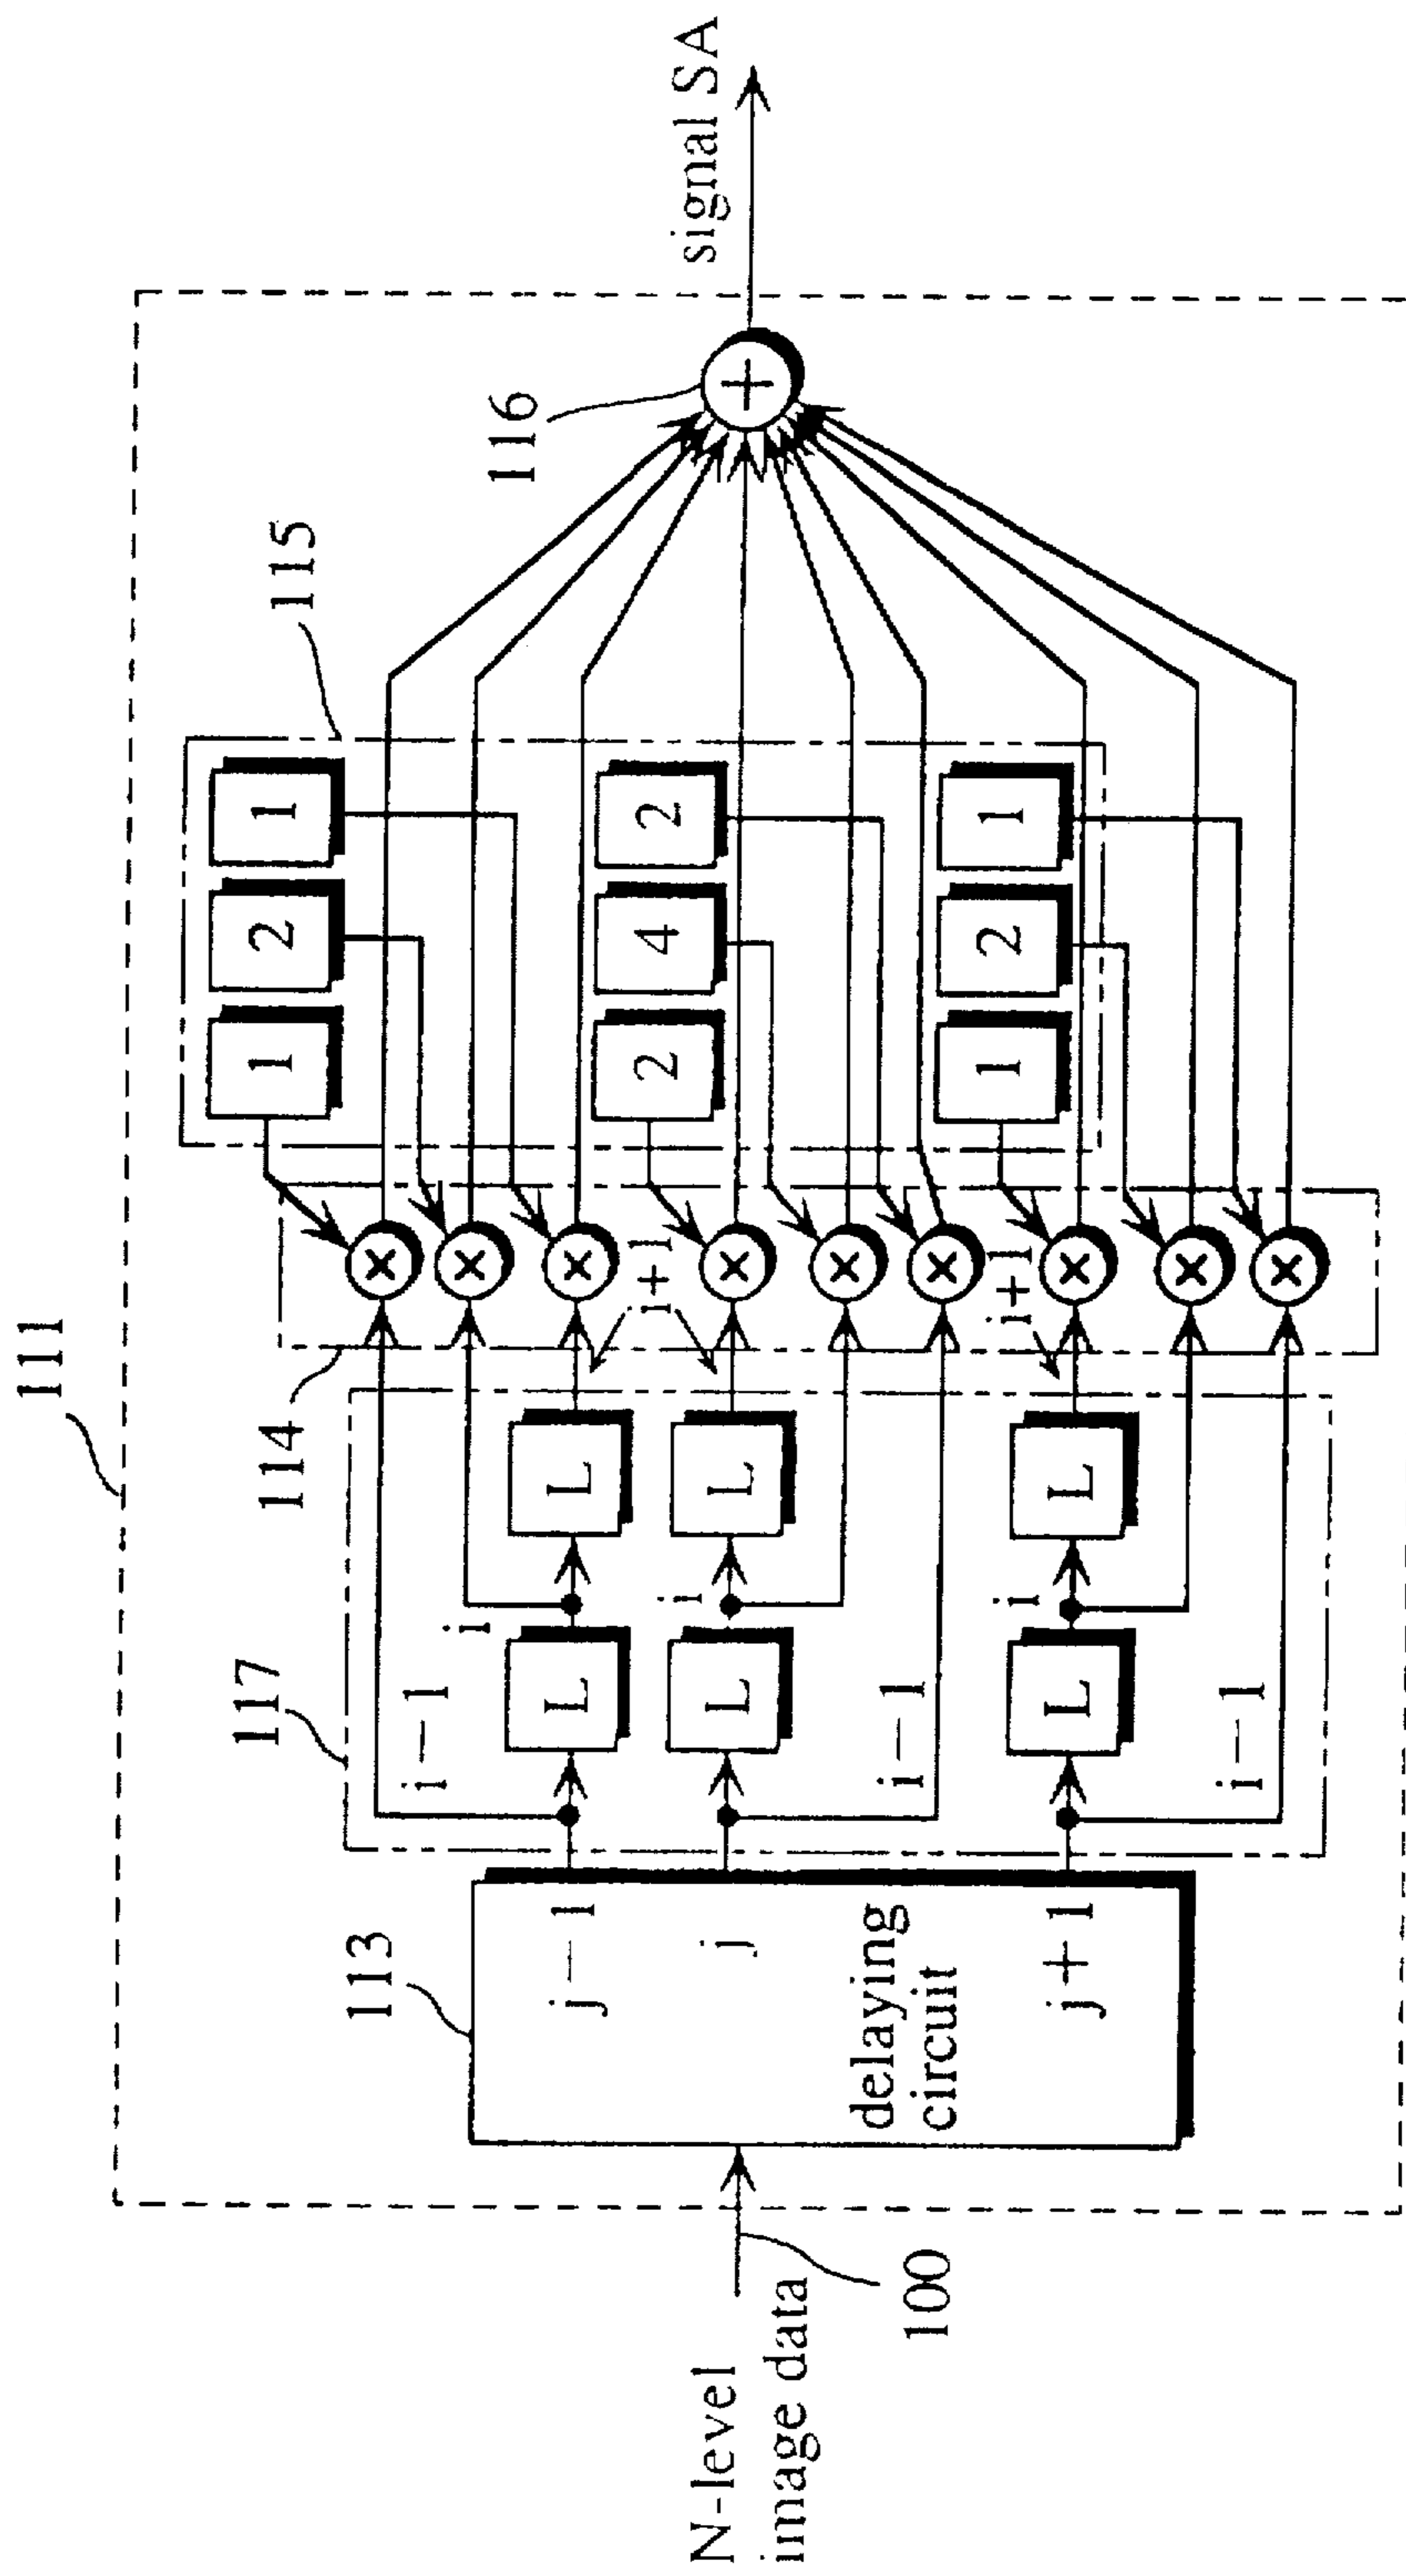 111
N-level
image data
100
113
j−1
j
delaying
circuit
j+1
117
i−1
L
i
L
L
i
L
i−1
L
i
L
i−1
114
×
×
×
i+1
×
×
×
i+1
×
×
×
115
1
2
1
2
4
2
1
2
1
116
+
signal SA